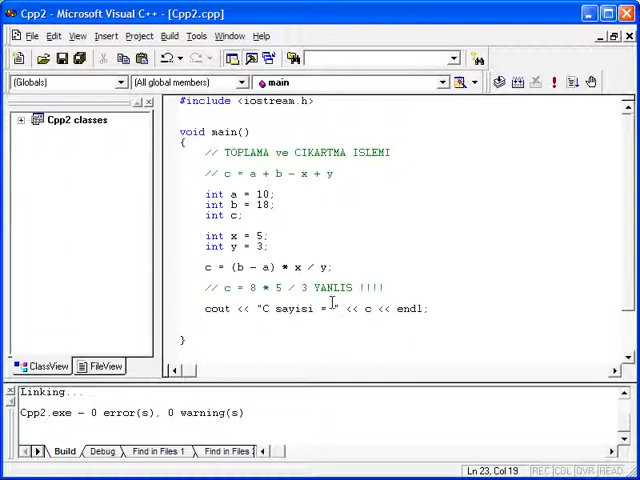 Cpp2 - Microsoft Visual C++ - [Cpp2.cpp]
File Edit View Insert Project Build Tools Window Help
(Globals) (All global members) main
Cpp2 classes
#include <iostream.h>
void main()
{
// TOPLAMA ve CIKARTMA ISLEMI
// c = a + b - x + y
int a = 10;
int b = 18;
int c;
int x = 5;
int y = 3;
c = (b - a) * x / y;
// c = 8 * 5 / 3 YANLIS !!!!
cout << "C sayisi = " << c << endl;
}
ClassView FileView
Linking...
Cpp2.exe - 0 error(s), 0 warning(s)
Build Debug Find in Files 1 Find in Files
Ln 23, Col 19 REC COL OVR READ